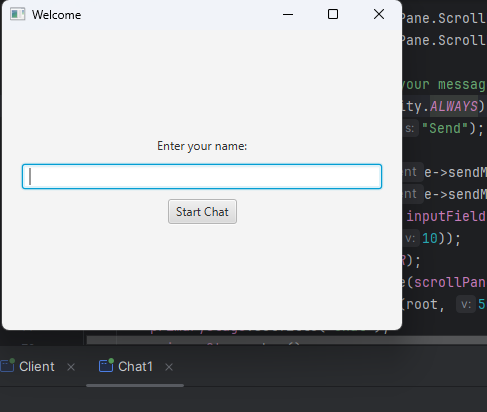 Welcome
Pane.Scroll
Pane.Scroll
your messag
ity.ALWAYS)
s: "Send");
Enter your name:
Start Chat
ent e->sendM
ent e->sendM
inputField
v: 10));
);
e(scrollPan
(root, v: 5
Client ×
Chat1 ×